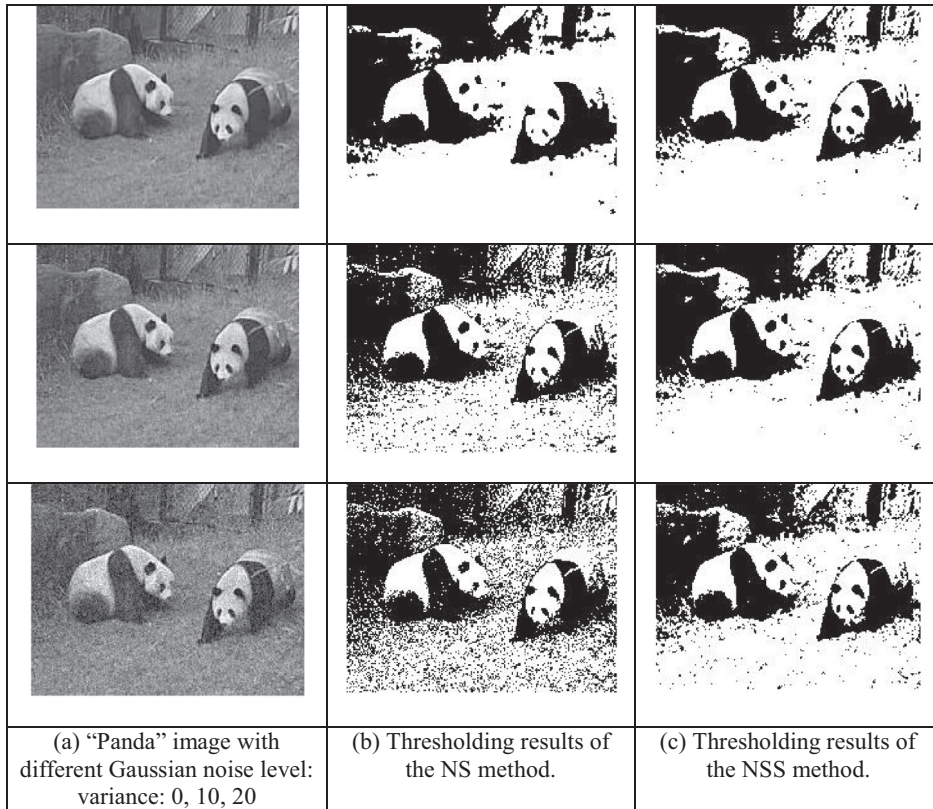 (a) “Panda” image with
different Gaussian noise level:
variance: 0, 10, 20
(b) Thresholding results of
the NS method.
(c) Thresholding results of
the NSS method.